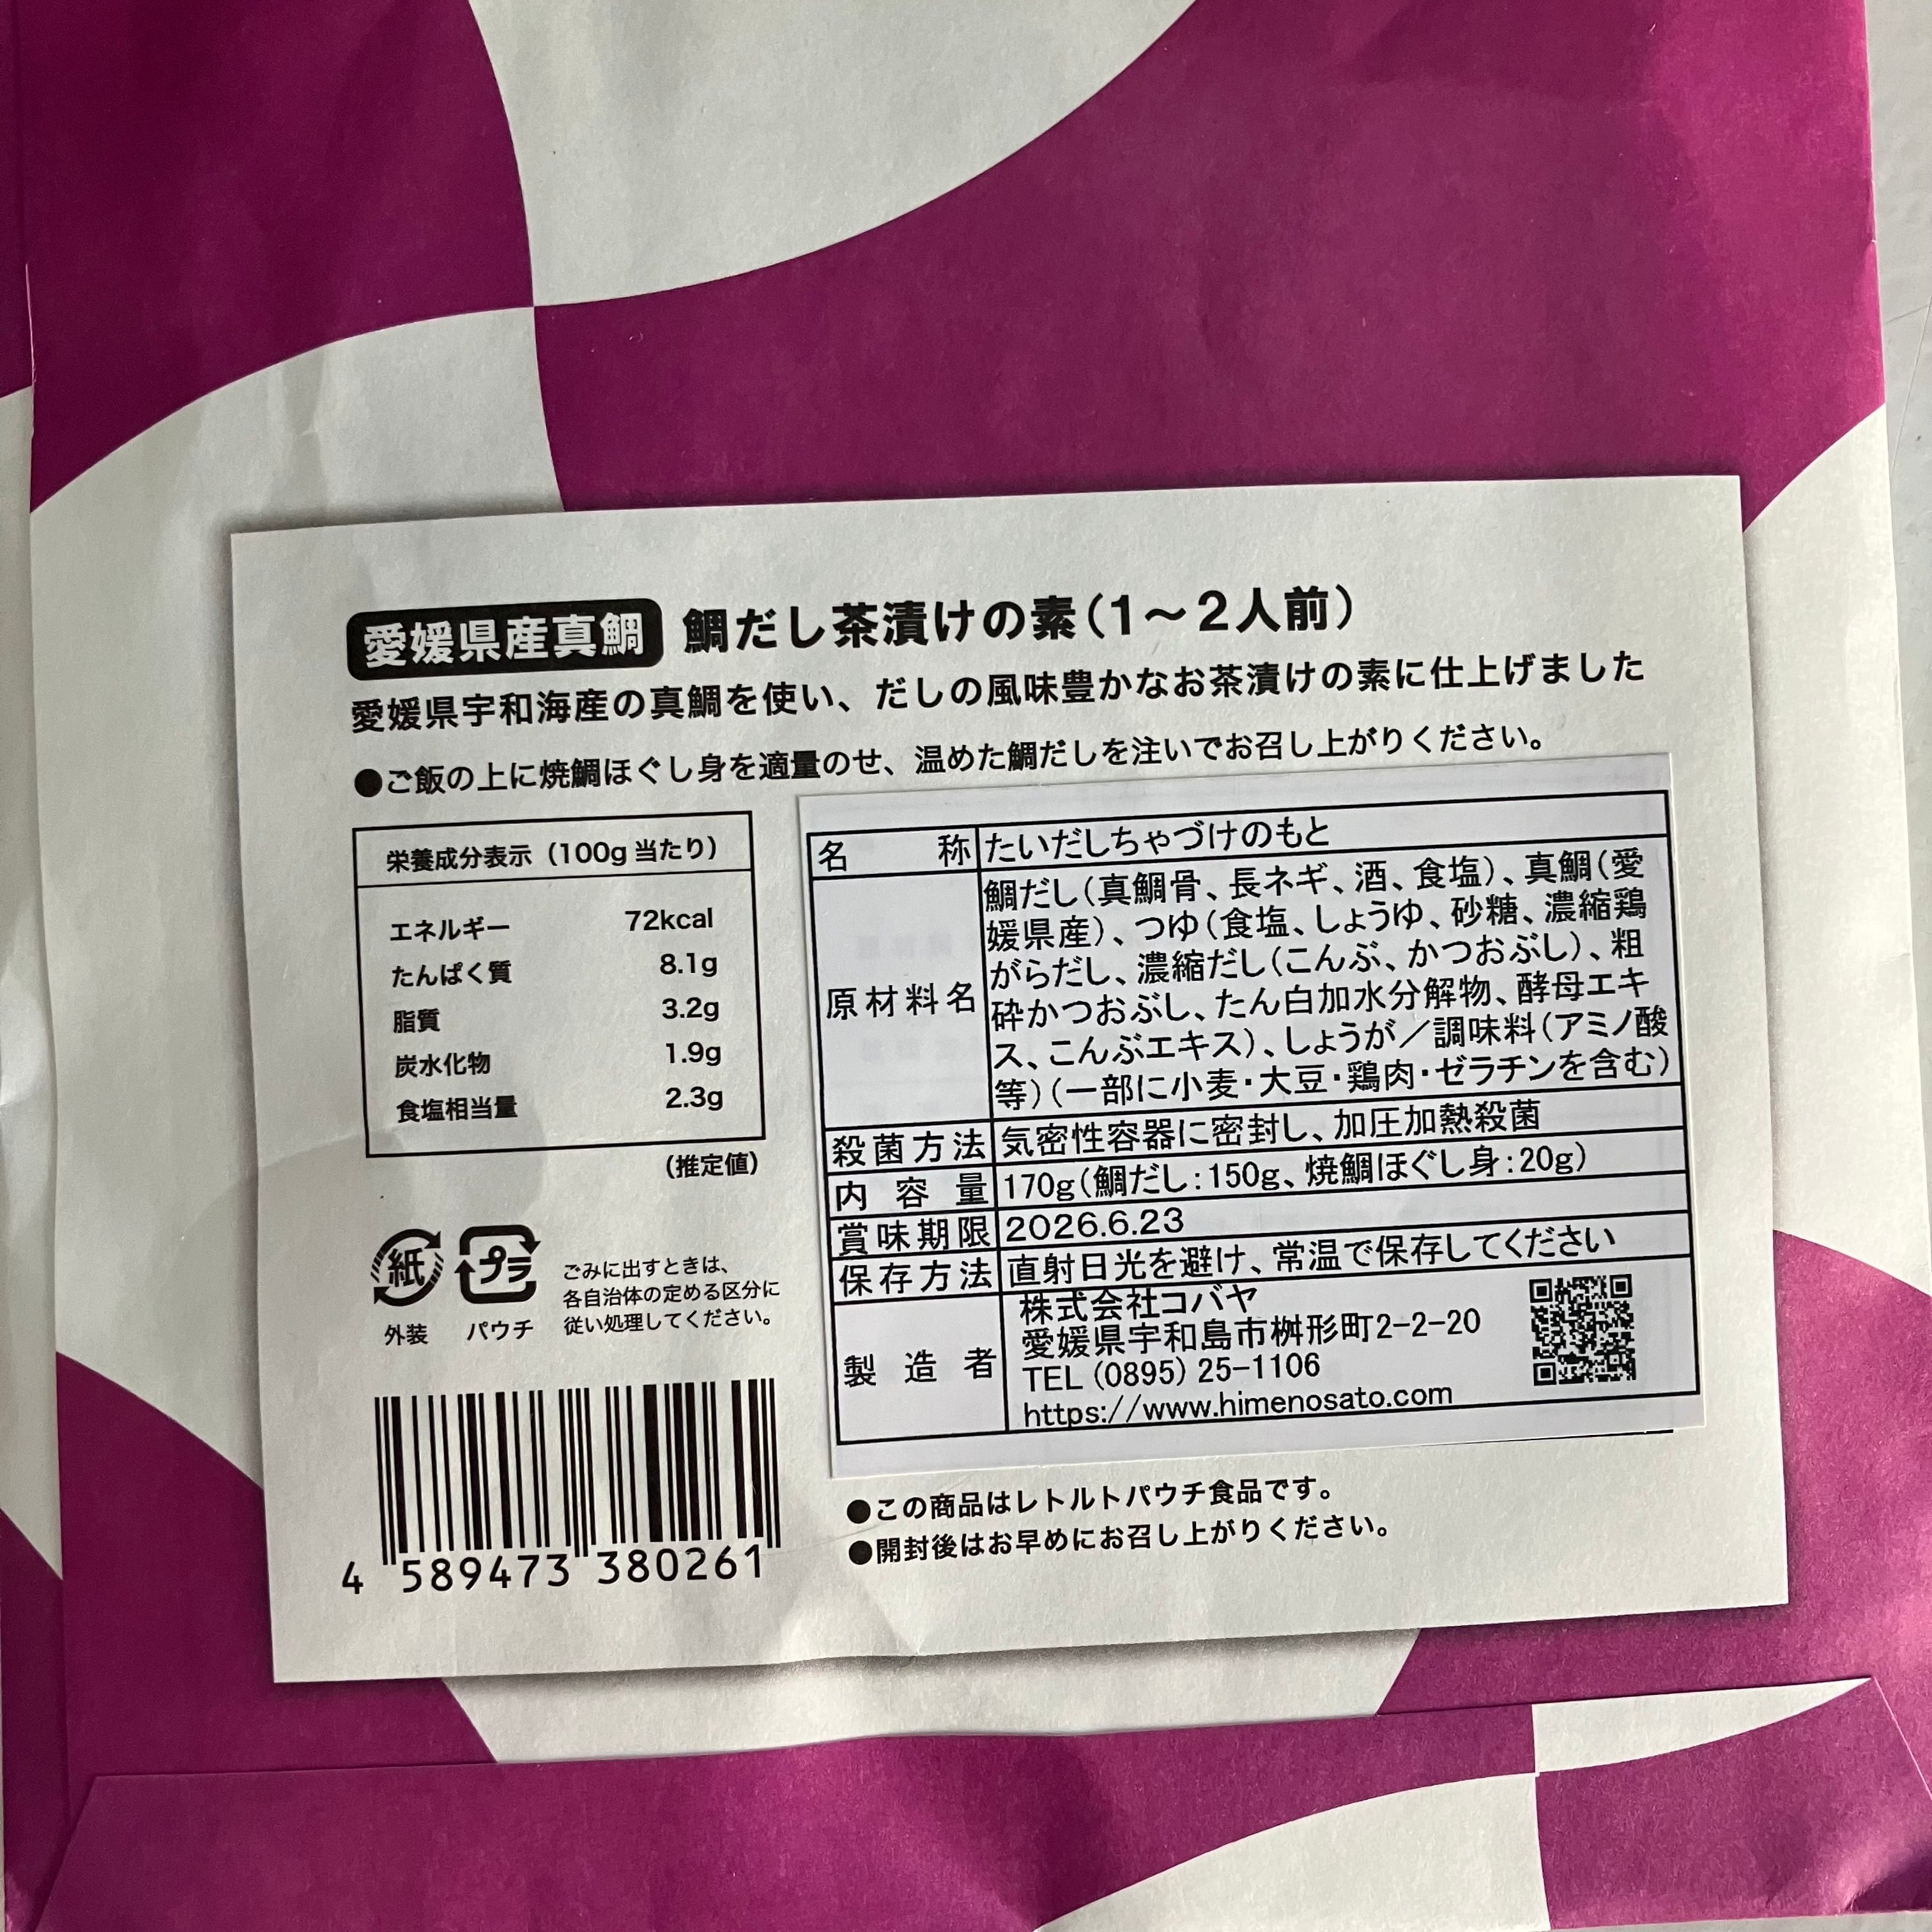 愛媛県産真鯛 鯛だし茶漬けの素(1〜2人前)
愛媛県宇和海産の真鯛を使い、だしの風味豊かなお茶漬けの素に仕上げました
●ご飯の上に焼鯛ほぐし身を適量のせ、温めた鯛だしを注いでお召し上がりください。
栄養成分表示(100g当たり)
エネルギー 72kcal
たんぱく質 8.1g
脂質 3.2g
炭水化物 1.9g
食塩相当量 2.3g
(推定値)
紙 外装
プラ パウチ
ごみに出すときは、
各自治体の定める区分に
従い処理してください。
4 589473 380261
名称 たいだしちゃづけのもと
原材料名 鯛だし(真鯛骨、長ネギ、酒、食塩)、真鯛(愛
媛県産)、つゆ(食塩、しょうゆ、砂糖、濃縮鶏
がらだし、濃縮だし(こんぶ、かつおぶし)、粗
砕かつおぶし、たん白加水分解物、酵母エキ
ス、こんぶエキス)、しょうが/調味料(アミノ酸
等)(一部に小麦・大豆・鶏肉・ゼラチンを含む)
殺菌方法 気密性容器に密封し、加圧加熱殺菌
内容量 170g(鯛だし:150g、焼鯛ほぐし身:20g)
賞味期限 2026.6.23
保存方法 直射日光を避け、常温で保存してください
製造者 株式会社コバヤ
愛媛県宇和島市桝形町2-2-20
TEL (0895) 25-1106
https://www.himenosato.com
●この商品はレトルトパウチ食品です。
●開封後はお早めにお召し上がりください。